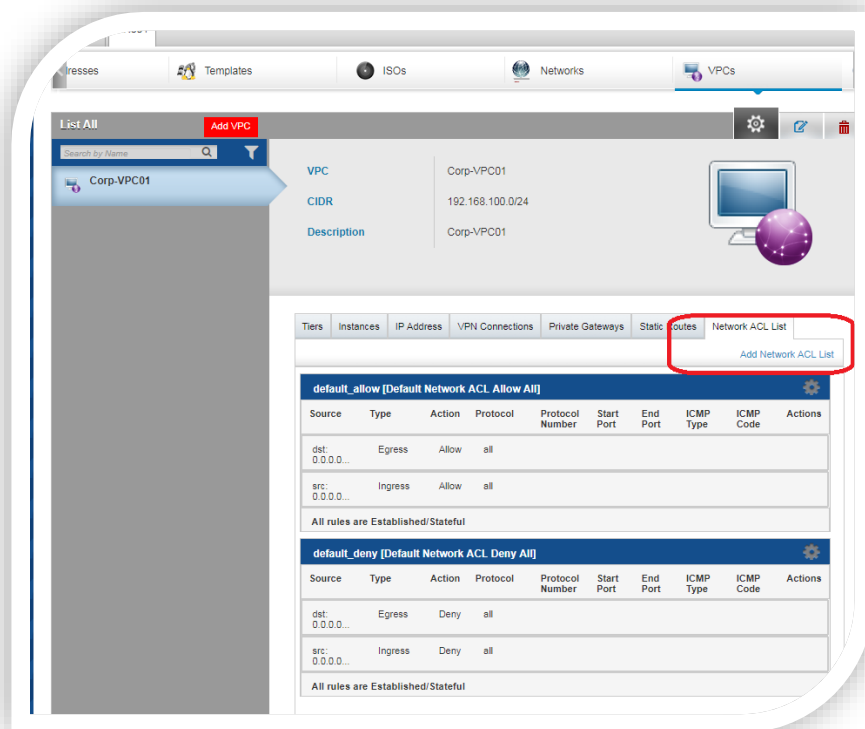 Templates
ISOs
Networks
VPCs
List All
Add VPC
Search by Name
Corp-VPC01
VPC
Corp-VPC01
CIDR
192.168.100.0/24
Description
Corp-VPC01
Tiers Instances IP Address VPN Connections Private Gateways Static Routes Network ACL List
Add Network ACL List
default_allow [Default Network ACL Allow All]
Source Type Action Protocol Protocol Number Start Port End Port ICMP Type ICMP Code Actions
dst: 0.0.0.0... Egress Allow all
src: 0.0.0.0... Ingress Allow all
All rules are Established/Stateful
default_deny [Default Network ACL Deny All]
Source Type Action Protocol Protocol Number Start Port End Port ICMP Type ICMP Code Actions
dst: 0.0.0.0... Egress Deny all
src: 0.0.0.0... Ingress Deny all
All rules are Established/Stateful